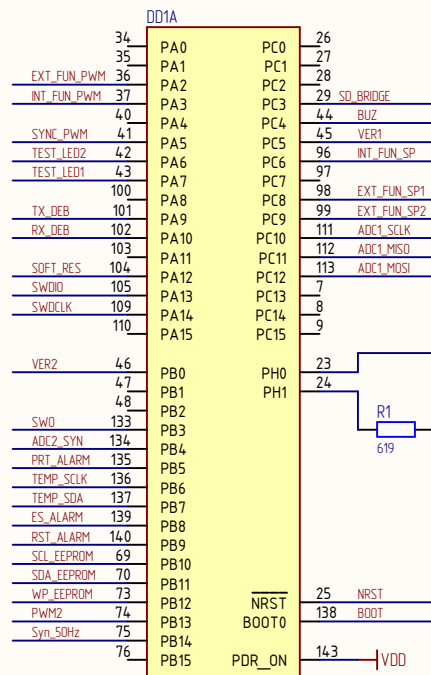 DD1A
34 PA0 PC0 26
35 PA1 PC1 27
EXT_FUN_PWM 36 PA2 PC2 28
INT_FUN_PWM 37 PA3 PC3 29 SD_BRIDGE
40 PA4 PC4 44 BUZ
SYNC_PWM 41 PA5 PC5 45 VER1
TEST_LED2 42 PA6 PC6 96 INT_FUN_SP
TEST_LED1 43 PA7 PC7 97
100 PA8 PC8 98 EXT_FUN_SP1
TX_DEB 101 PA9 PC9 99 EXT_FUN_SP2
RX_DEB 102 PA10 PC10 111 ADC1_SCLK
103 PA11 PC11 112 ADC1_MISO
SOFT_RES 104 PA12 PC12 113 ADC1_MOSI
SWDIO 105 PA13 PC13 7
SWDCLK 109 PA14 PC14 8
110 PA15 PC15 9
VER2 46 PB0 PH0 23
47 PB1 PH1 24
48 PB2 R1
SWO 133 PB3
ADC2_SYN 134 PB4 619
PRT_ALARM 135 PB5
TEMP_SCLK 136 PB6
TEMP_SDA 137 PB7
ES_ALARM 139 PB8
RST_ALARM 140 PB9
SCL_EEPROM 69 PB10
SDA_EEPROM 70 PB11
WP_EEPROM 73 PB12 NRST 25 NRST
PWM2 74 PB13 BOOT0 138 BOOT
Syn_50Hz 75 PB14
76 PB15 PDR_ON 143 VDD